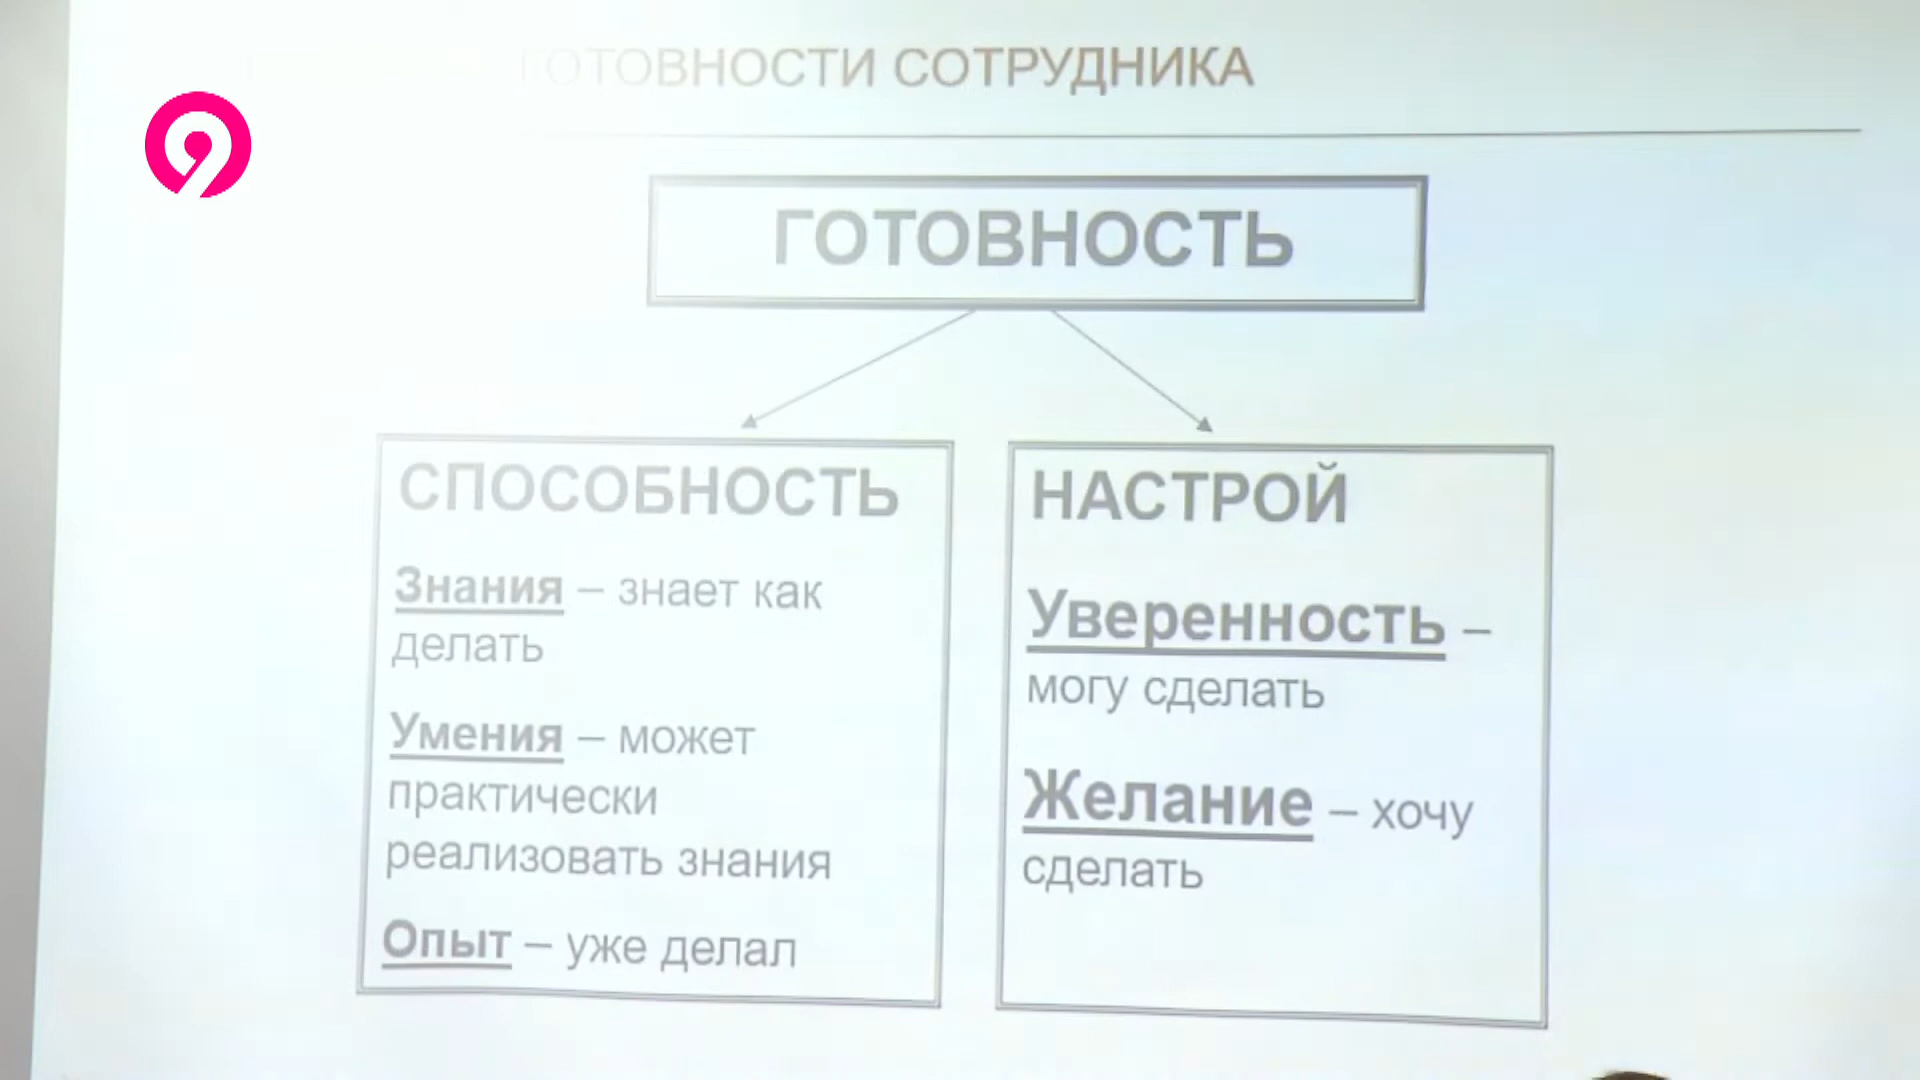 ГОТОВНОСТИ СОТРУДНИКА
ГОТОВНОСТЬ
СПОСОБНОСТЬ
Знания – знает как
делать
Умения – может
практически
реализовать знания
Опыт – уже делал
НАСТРОЙ
Уверенность –
могу сделать
Желание – хочу
сделать